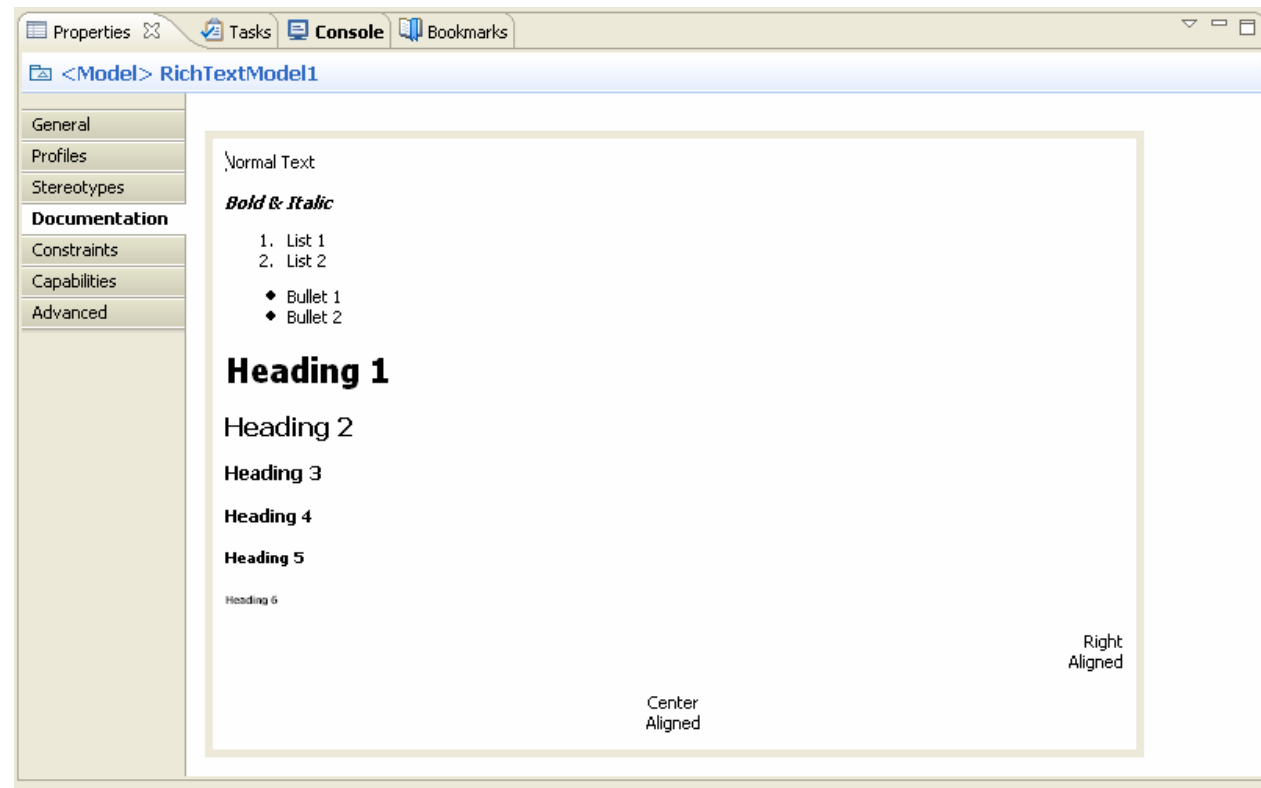 Properties Tasks Console Bookmarks
<Model> RichTextModel1
General
Profiles
Stereotypes
Documentation
Constraints
Capabilities
Advanced
Normal Text
Bold & Italic
1. List 1
2. List 2
◆ Bullet 1
◆ Bullet 2
Heading 1
Heading 2
Heading 3
Heading 4
Heading 5
Heading 6
Right
Aligned
Center
Aligned